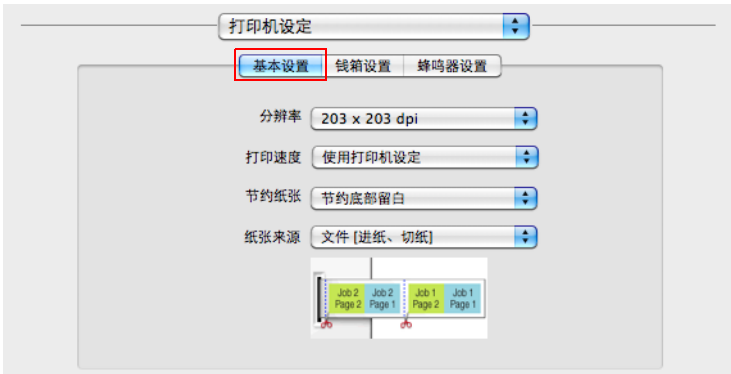 打印机设定
基本设置 钱箱设置 蜂鸣器设置
分辨率 203 x 203 dpi
打印速度 使用打印机设定
节约纸张 节约底部留白
纸张来源 文件 [进纸、切纸]
Job 2 Job 2 Job 1 Job 1
Page 2 Page 1 Page 2 Page 1